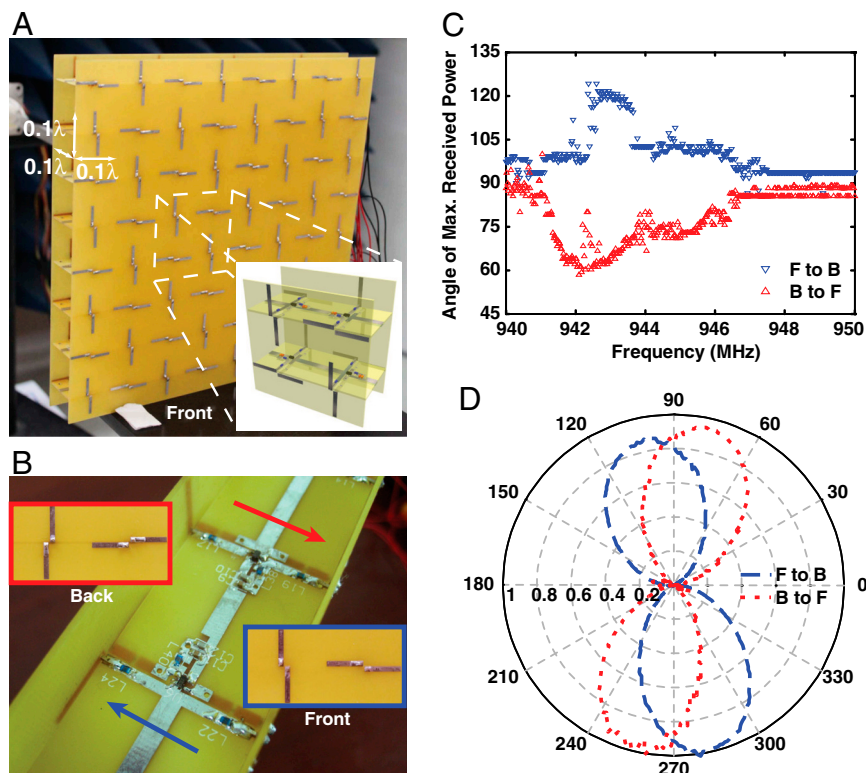 A
0.1λ
0.1λ
0.1λ
Front
B
Back
Front
L24
L22
C
Angle of Max. Received Power
135
120
105
90
75
60
45
F to B
B to F
940 942 944 946 948 950
Frequency (MHz)
D
90
120 60
150 30
180 1 0.8 0.6 0.4 0.2 0
F to B
B to F
210 330
240 300
270